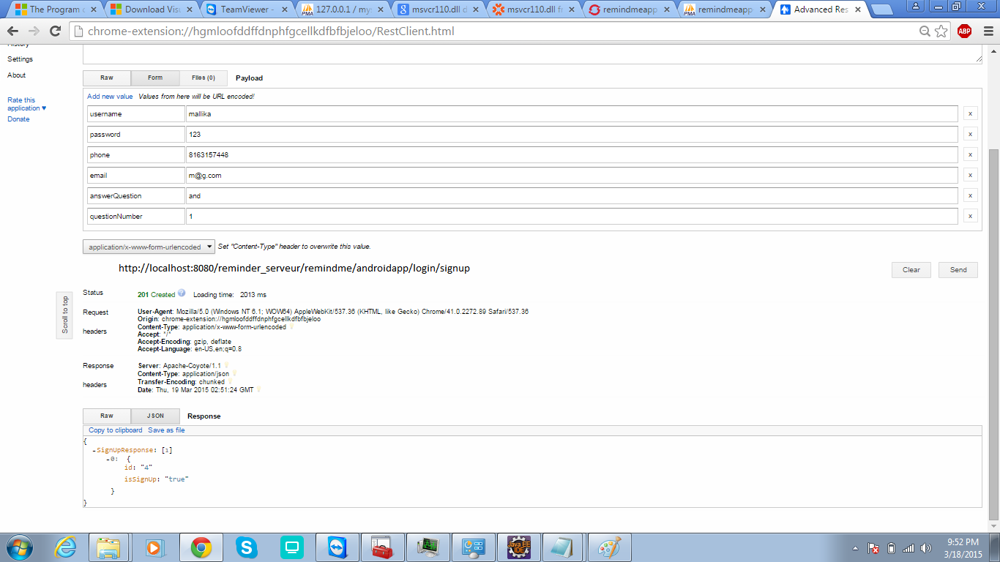 The Program c
Download Visu
TeamViewer -
127.0.0.1 / mys
msvcr110.dll d
msvcr110.dll fr
remindmeapp
remindmeapp
Advanced Res
chrome-extension://hgmloofddffdnphfgcellkdfbfbjeloo/RestClient.html
ABP
History
Settings
About
Rate this
application ♥
Donate
Raw Form Files (0) Payload
Add new value Values from here will be URL encoded!
username mallika x
password 123 x
phone 8163157448 x
email m@g.com x
answerQuestion and x
questionNumber 1 x
application/x-www-form-urlencoded Set "Content-Type" header to overwrite this value.
http://localhost:8080/reminder_serveur/remindme/androidapp/login/signup
Clear Send
Scroll to top
Status 201 Created ? Loading time: 2013 ms
Request
headers
User-Agent: Mozilla/5.0 (Windows NT 6.1; WOW64) AppleWebKit/537.36 (KHTML, like Gecko) Chrome/41.0.2272.89 Safari/537.36
Origin: chrome-extension://hgmloofddffdnphfgcellkdfbfbjeloo
Content-Type: application/x-www-form-urlencoded
Accept: */*
Accept-Encoding: gzip, deflate
Accept-Language: en-US,en;q=0.8
Response
headers
Server: Apache-Coyote/1.1
Content-Type: application/json
Transfer-Encoding: chunked
Date: Thu, 19 Mar 2015 02:51:24 GMT
Raw JSON Response
Copy to clipboard Save as file
{
-SignUpResponse: [1]
-0: {
id: "4"
isSignUp: "true"
}
}
Java EE
IDE
9:52 PM
3/18/2015